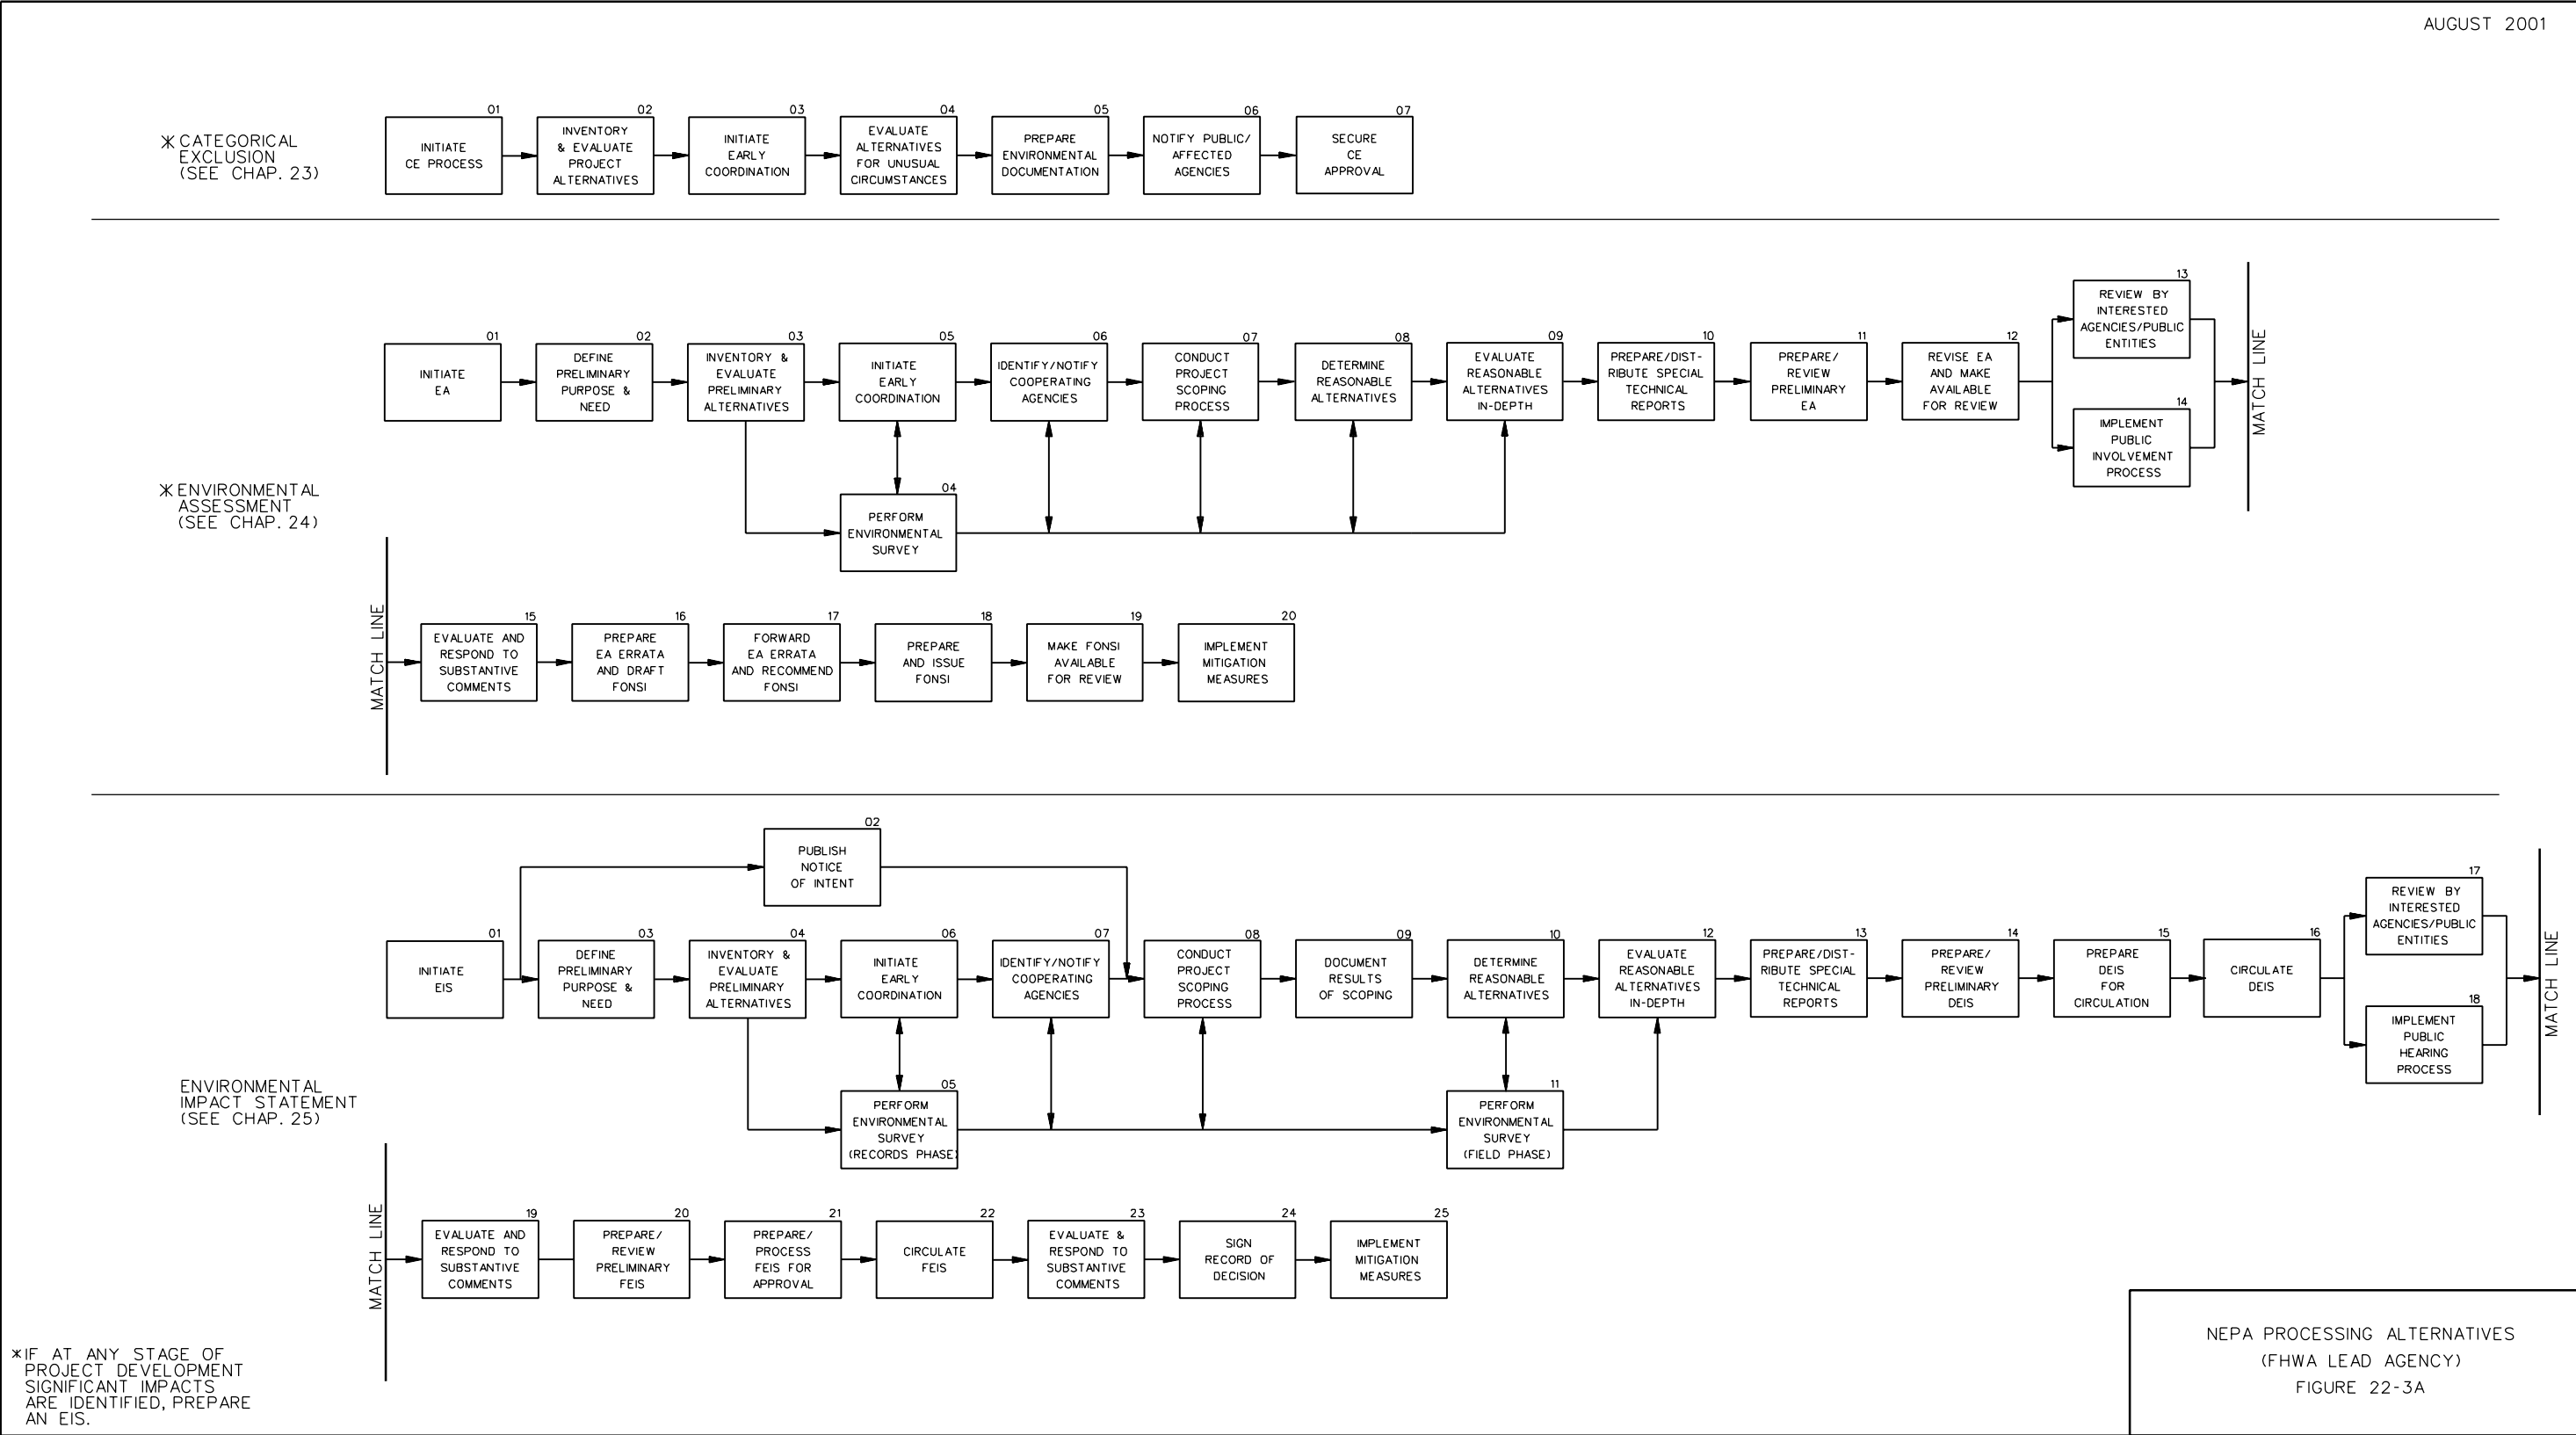 AUGUST 2001
* CATEGORICAL
EXCLUSION
(SEE CHAP. 23)
01
INITIATE
CE PROCESS
02
INVENTORY
& EVALUATE
PROJECT
ALTERNATIVES
03
INITIATE
EARLY
COORDINATION
04
EVALUATE
ALTERNATIVES
FOR UNUSUAL
CIRCUMSTANCES
05
PREPARE
ENVIRONMENTAL
DOCUMENTATION
06
NOTIFY PUBLIC/
AFFECTED
AGENCIES
07
SECURE
CE
APPROVAL
* ENVIRONMENTAL
ASSESSMENT
(SEE CHAP. 24)
01
INITIATE
EA
02
DEFINE
PRELIMINARY
PURPOSE &
NEED
03
INVENTORY &
EVALUATE
PRELIMINARY
ALTERNATIVES
05
INITIATE
EARLY
COORDINATION
04
PERFORM
ENVIRONMENTAL
SURVEY
06
IDENTIFY/NOTIFY
COOPERATING
AGENCIES
07
CONDUCT
PROJECT
SCOPING
PROCESS
08
DETERMINE
REASONABLE
ALTERNATIVES
09
EVALUATE
REASONABLE
ALTERNATIVES
IN-DEPTH
10
PREPARE/DIST-
RIBUTE SPECIAL
TECHNICAL
REPORTS
11
PREPARE/
REVIEW
PRELIMINARY
EA
12
REVISE EA
AND MAKE
AVAILABLE
FOR REVIEW
13
REVIEW BY
INTERESTED
AGENCIES/PUBLIC
ENTITIES
14
IMPLEMENT
PUBLIC
INVOLVEMENT
PROCESS
MATCH LINE
MATCH LINE
15
EVALUATE AND
RESPOND TO
SUBSTANTIVE
COMMENTS
16
PREPARE
EA ERRATA
AND DRAFT
FONSI
17
FORWARD
EA ERRATA
AND RECOMMEND
FONSI
18
PREPARE
AND ISSUE
FONSI
19
MAKE FONSI
AVAILABLE
FOR REVIEW
20
IMPLEMENT
MITIGATION
MEASURES
ENVIRONMENTAL
IMPACT STATEMENT
(SEE CHAP. 25)
01
INITIATE
EIS
02
PUBLISH
NOTICE
OF INTENT
03
DEFINE
PRELIMINARY
PURPOSE &
NEED
04
INVENTORY &
EVALUATE
PRELIMINARY
ALTERNATIVES
06
INITIATE
EARLY
COORDINATION
05
PERFORM
ENVIRONMENTAL
SURVEY
(RECORDS PHASE)
07
IDENTIFY/NOTIFY
COOPERATING
AGENCIES
08
CONDUCT
PROJECT
SCOPING
PROCESS
09
DOCUMENT
RESULTS
OF SCOPING
10
DETERMINE
REASONABLE
ALTERNATIVES
11
PERFORM
ENVIRONMENTAL
SURVEY
(FIELD PHASE)
12
EVALUATE
REASONABLE
ALTERNATIVES
IN-DEPTH
13
PREPARE/DIST-
RIBUTE SPECIAL
TECHNICAL
REPORTS
14
PREPARE/
REVIEW
PRELIMINARY
DEIS
15
PREPARE
DEIS
FOR
CIRCULATION
16
CIRCULATE
DEIS
17
REVIEW BY
INTERESTED
AGENCIES/PUBLIC
ENTITIES
18
IMPLEMENT
PUBLIC
HEARING
PROCESS
MATCH LINE
MATCH LINE
19
EVALUATE AND
RESPOND TO
SUBSTANTIVE
COMMENTS
20
PREPARE/
REVIEW
PRELIMINARY
FEIS
21
PREPARE/
PROCESS
FEIS FOR
APPROVAL
22
CIRCULATE
FEIS
23
EVALUATE &
RESPOND TO
SUBSTANTIVE
COMMENTS
24
SIGN
RECORD OF
DECISION
25
IMPLEMENT
MITIGATION
MEASURES
*IF AT ANY STAGE OF
PROJECT DEVELOPMENT
SIGNIFICANT IMPACTS
ARE IDENTIFIED, PREPARE
AN EIS.
NEPA PROCESSING ALTERNATIVES
(FHWA LEAD AGENCY)
FIGURE 22-3A